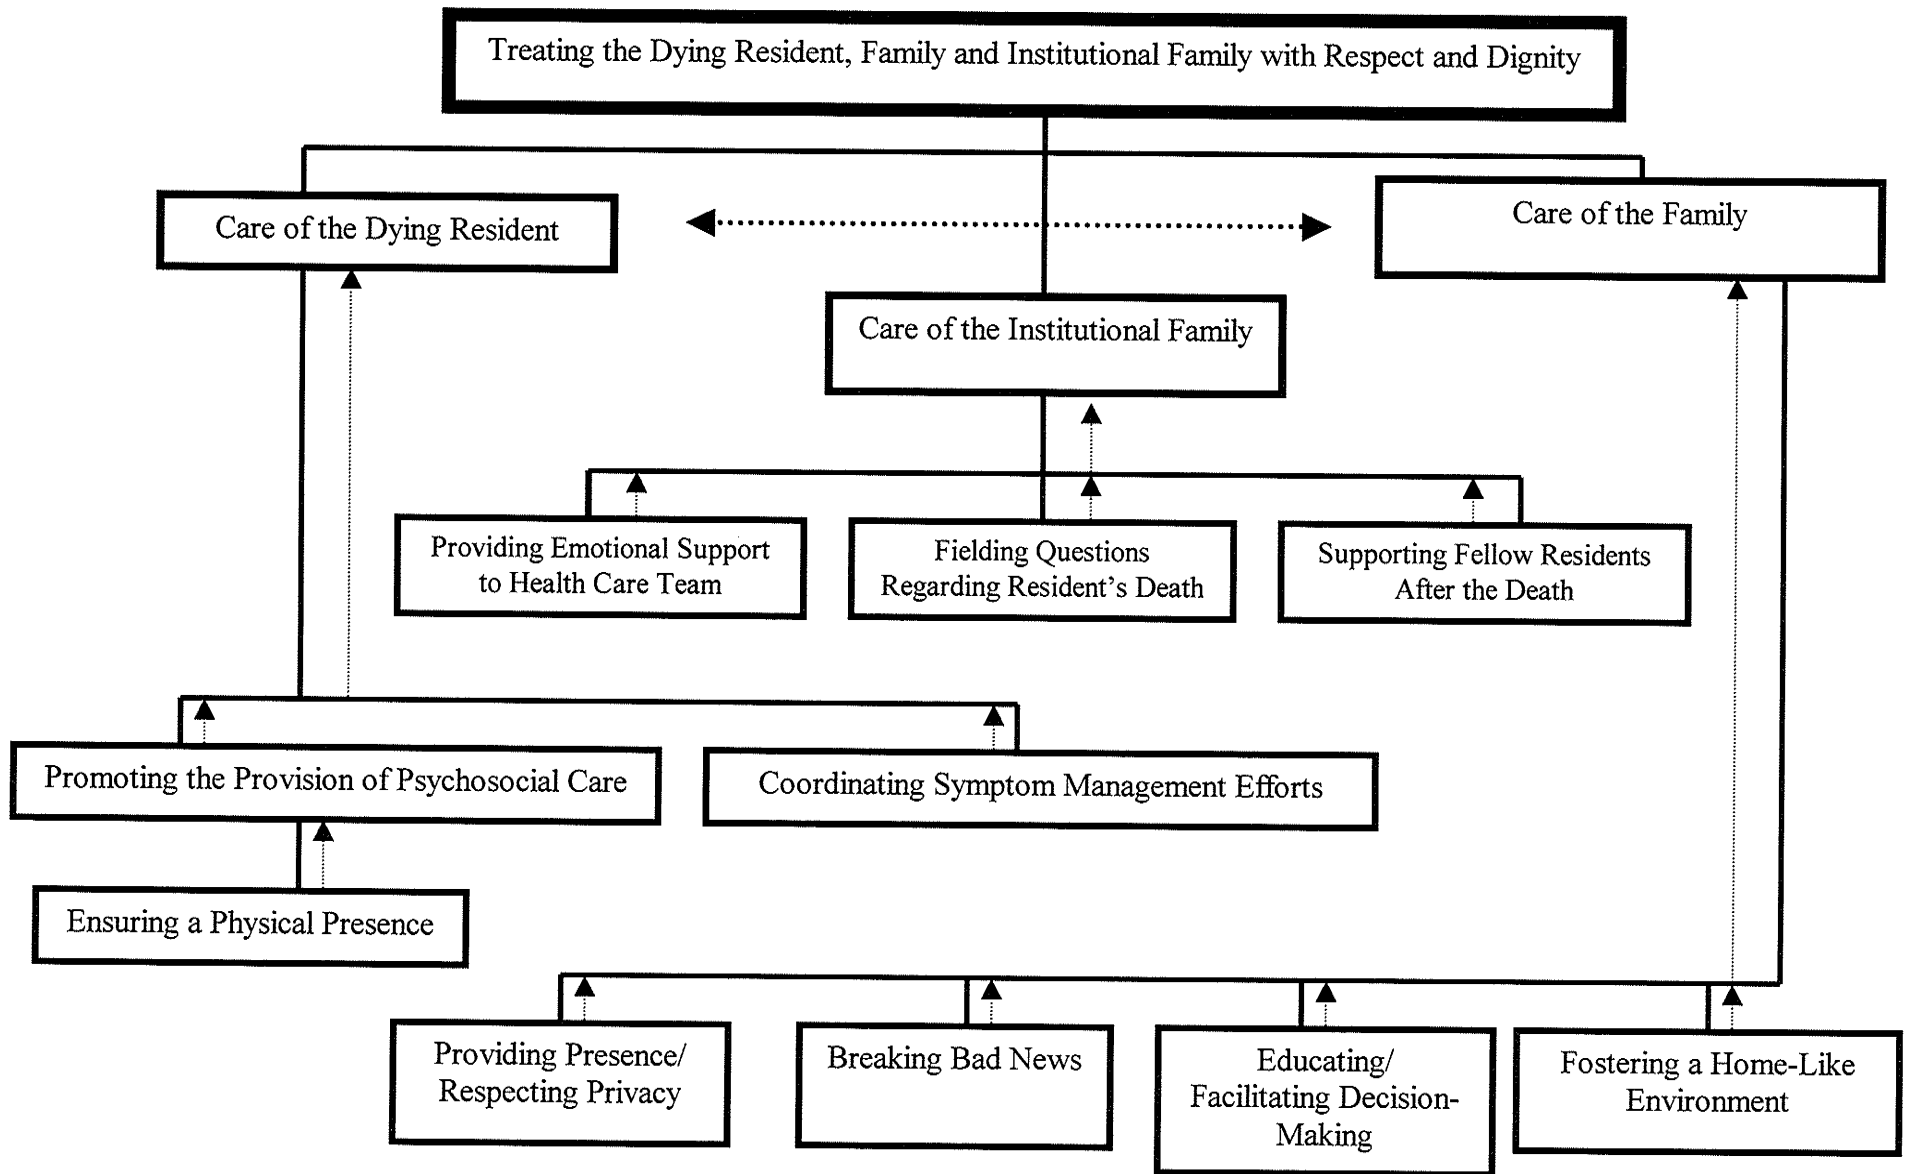 Treating the Dying Resident, Family and Institutional Family with Respect and Dignity
Care of the Dying Resident
Care of the Family
Care of the Institutional Family
Providing Emotional Support
to Health Care Team
Fielding Questions
Regarding Resident's Death
Supporting Fellow Residents
After the Death
Promoting the Provision of Psychosocial Care
Coordinating Symptom Management Efforts
Ensuring a Physical Presence
Providing Presence/
Respecting Privacy
Breaking Bad News
Educating/
Facilitating Decision-
Making
Fostering a Home-Like
Environment